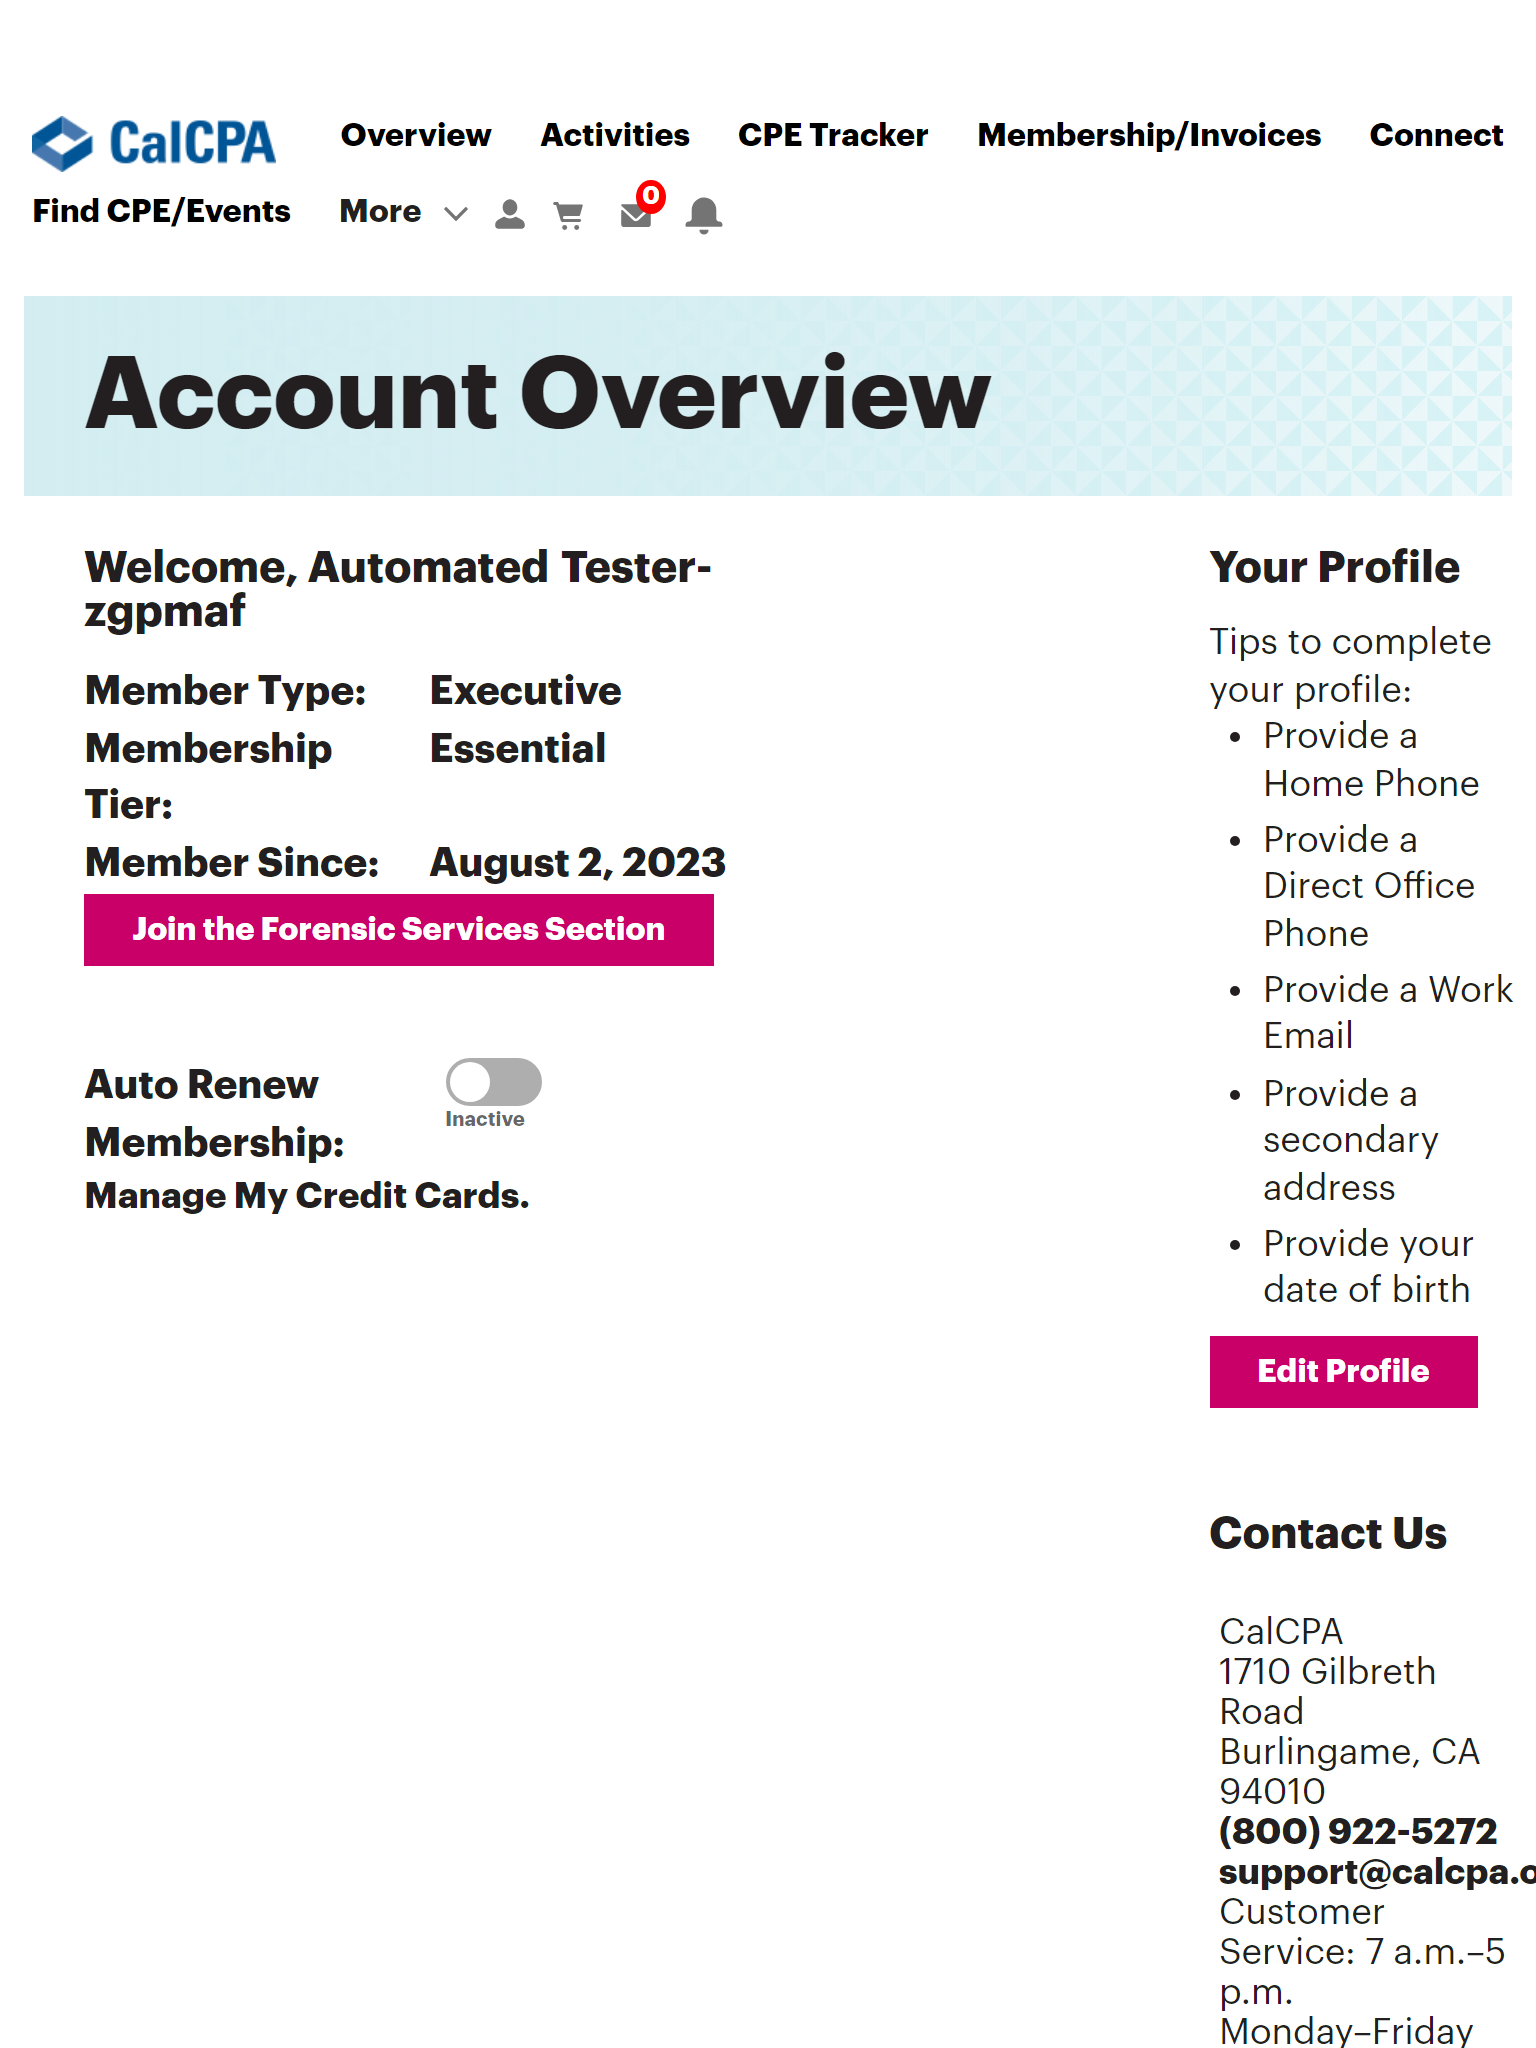 CalCPA
Overview
Activities
CPE Tracker
Membership/Invoices
Connect
Find CPE/Events
More
0
Account Overview
Welcome, Automated Tester-
zgpmaf
Member Type: Executive
Membership Essential
Tier:
Member Since: August 2, 2023
Join the Forensic Services Section
Auto Renew
Inactive
Membership:
Manage My Credit Cards.
Your Profile
Tips to complete
your profile:
• Provide a
Home Phone
• Provide a
Direct Office
Phone
• Provide a Work
Email
• Provide a
secondary
address
• Provide your
date of birth
Edit Profile
Contact Us
CalCPA
1710 Gilbreth
Road
Burlingame, CA
94010
(800) 922-5272
support@calcpa.o
Customer
Service: 7 a.m.–5
p.m.
Monday–Friday